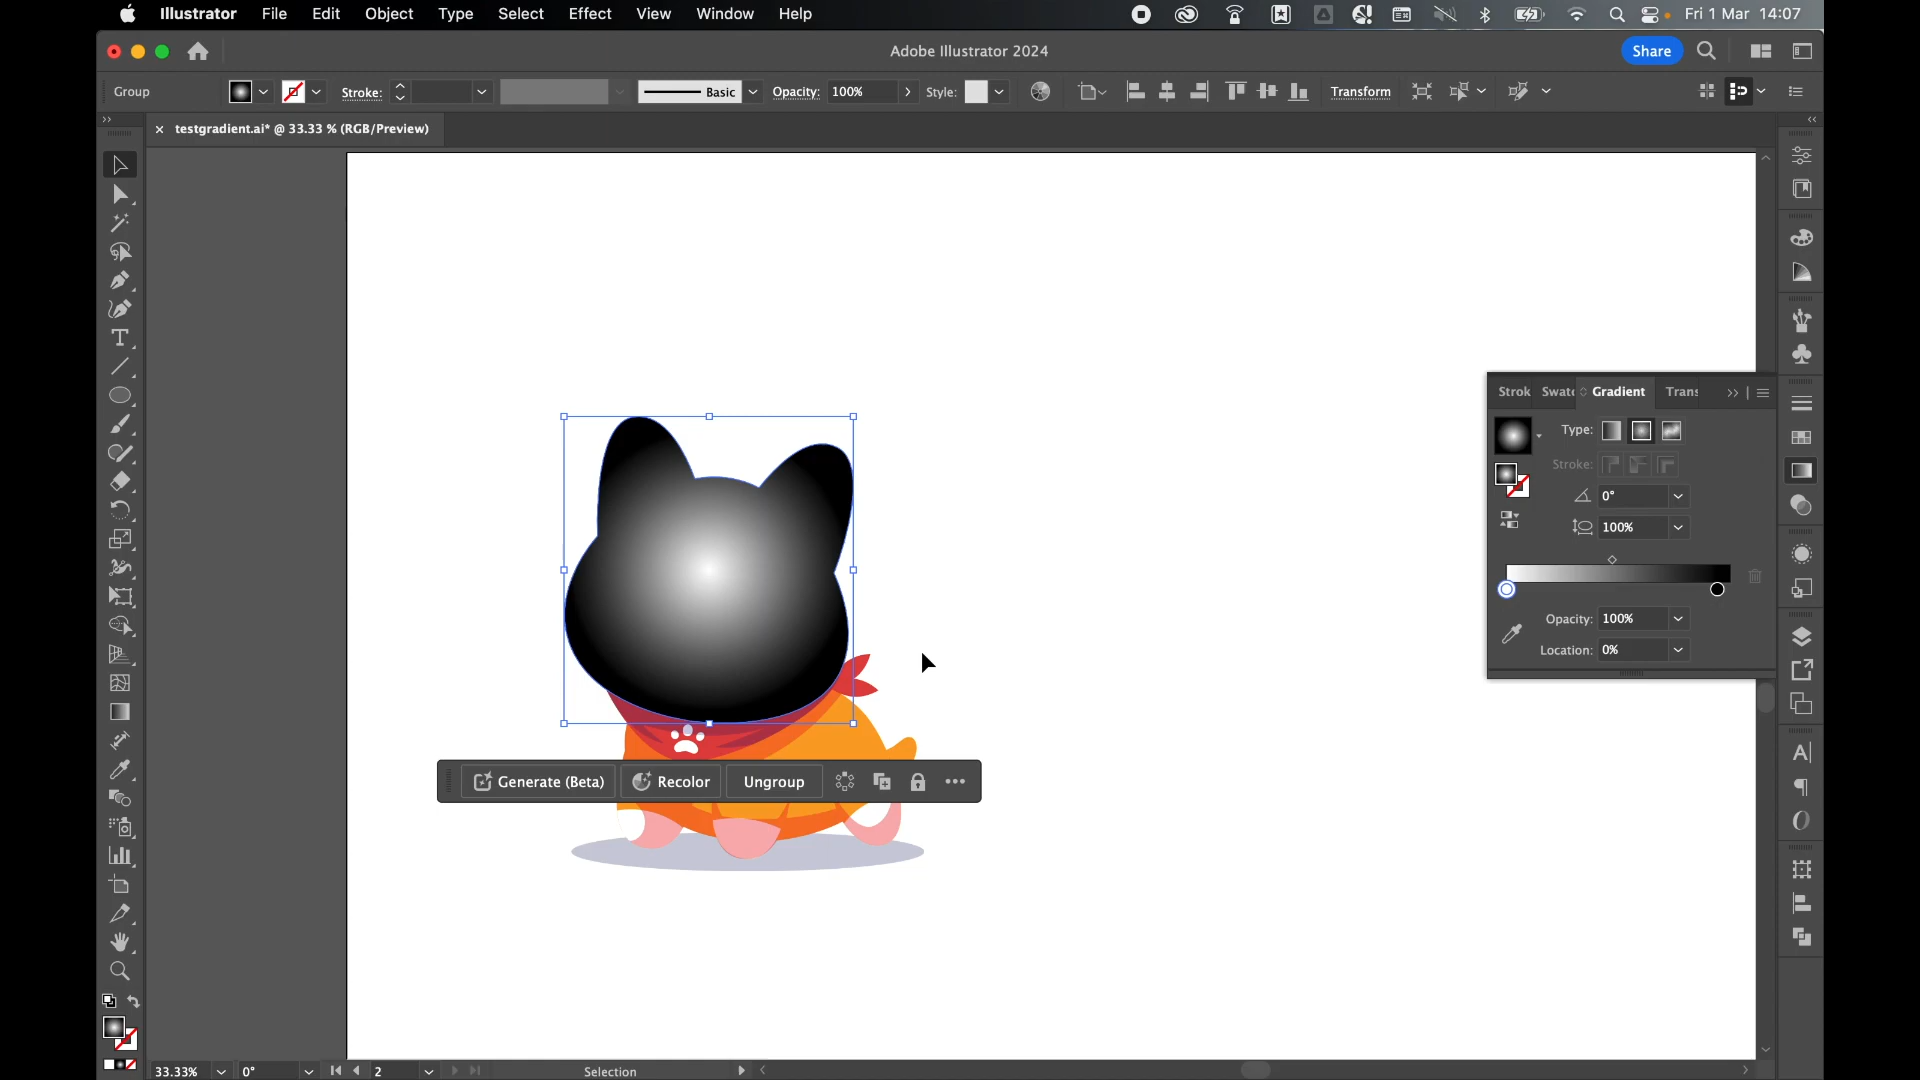 Illustrator File Edit Object Type Select Effect View Window Help Fri 1 Mar 14:07
Adobe Illustrator 2024 Share
Group Stroke: Basic Opacity: 100% Style: Transform
testgradient.ai* @ 33.33 % (RGB/Preview)
Strok Swatc Gradient Trans
Type:
Stroke:
0°
100%
Opacity: 100%
Location: 0%
Generate (Beta) Recolor Ungroup
33.33% 0° 2 Selection